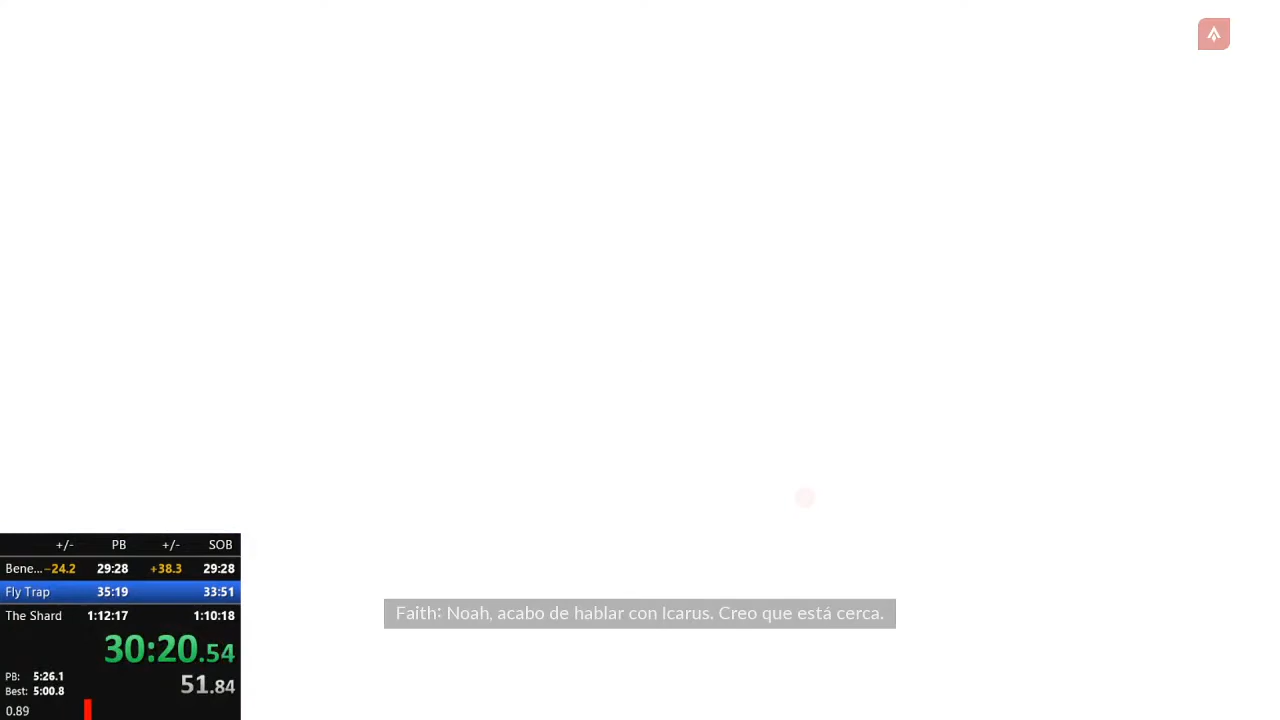 +/- PB +/- SOB
Bene... −24.2 29:28 +38.3 29:28
Fly Trap 35:19 33:51
The Shard 1:12:17 1:10:18
30:20.54
PB: 5:26.1
Best: 5:00.8
51.84
0.89
Faith: Noah, acabo de hablar con Icarus. Creo que está cerca.